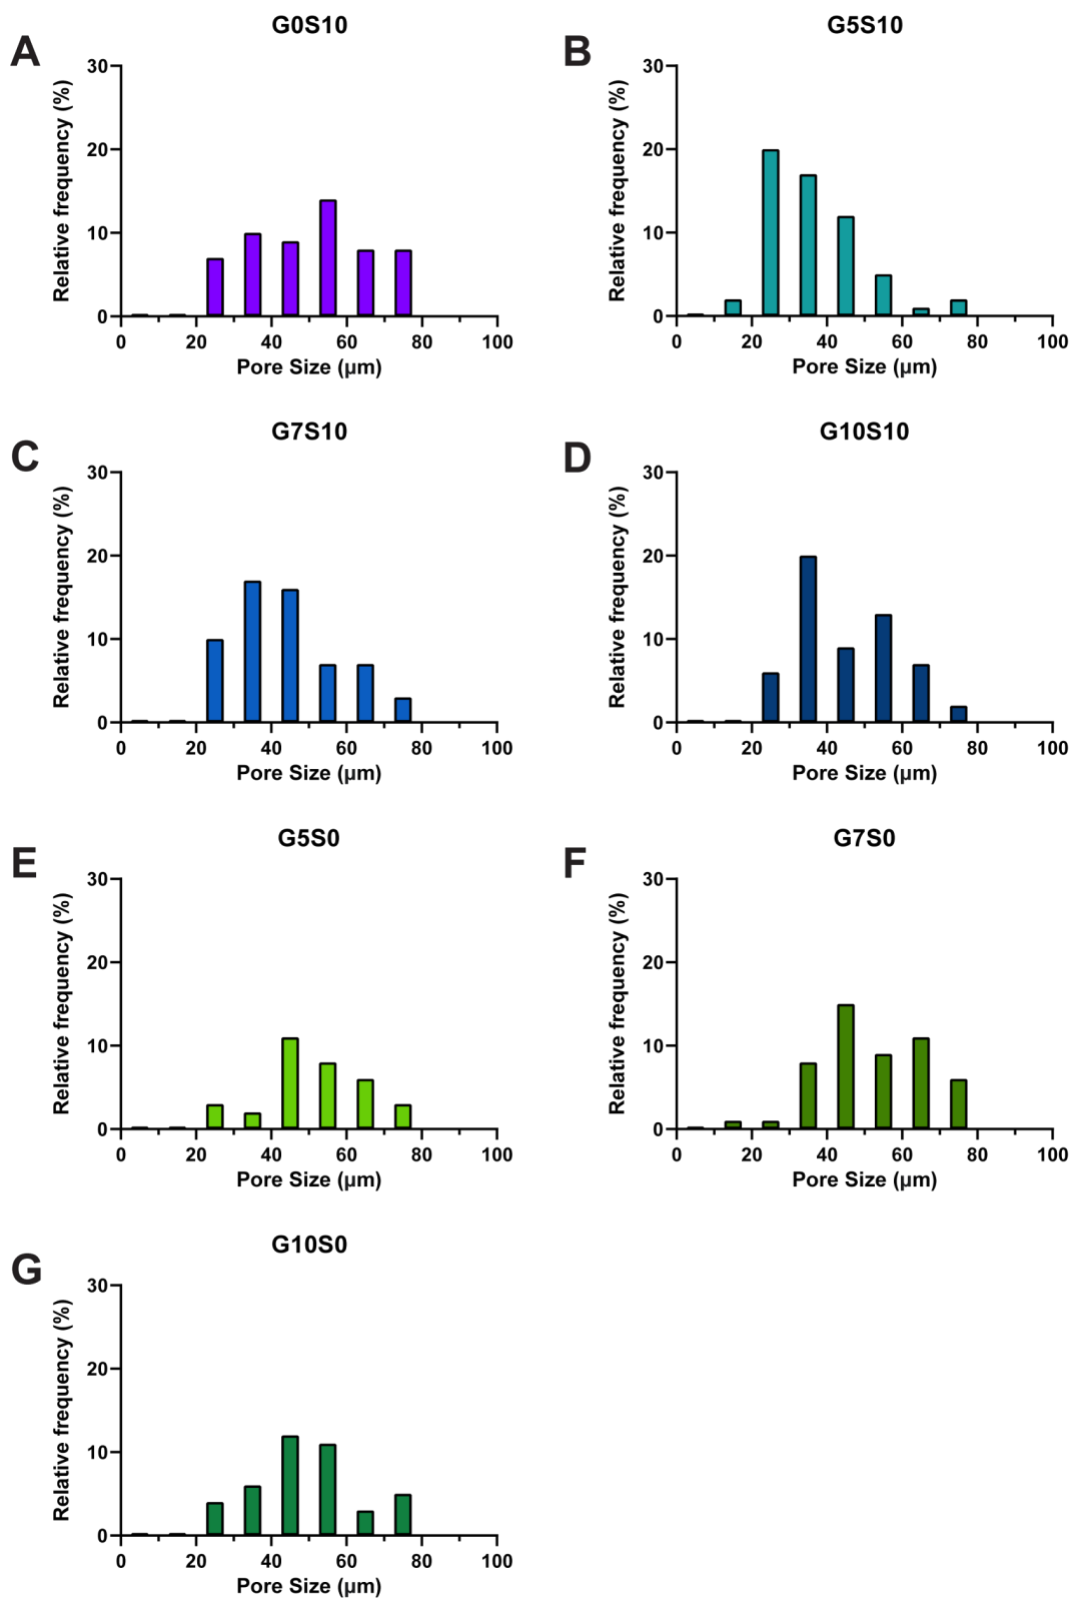 G0S10
A
Relative frequency (%)
30
20
10
0
0 20 40 60 80 100
Pore Size (µm)
G5S10
B
Relative frequency (%)
30
20
10
0
0 20 40 60 80 100
Pore Size (µm)
G7S10
C
Relative frequency (%)
30
20
10
0
0 20 40 60 80 100
Pore Size (µm)
G10S10
D
Relative frequency (%)
30
20
10
0
0 20 40 60 80 100
Pore Size (µm)
G5S0
E
Relative frequency (%)
30
20
10
0
0 20 40 60 80 100
Pore Size (µm)
G7S0
F
Relative frequency (%)
30
20
10
0
0 20 40 60 80 100
Pore Size (µm)
G10S0
G
Relative frequency (%)
30
20
10
0
0 20 40 60 80 100
Pore Size (µm)